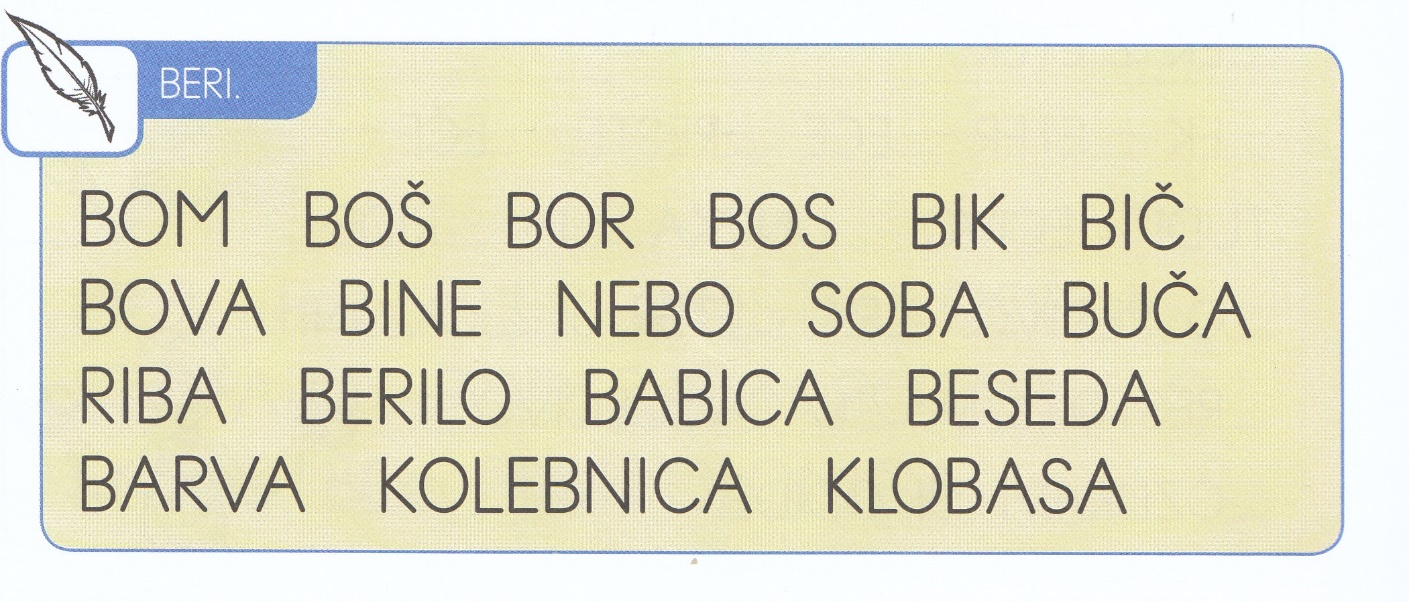 BERI.
BOM BOŠ BOR BOS BIK BIČ
BOVA BINE NEBO SOBA BUČA
RIBA BERILO BABICA BESEDA
BARVA KOLEBNICA KLOBASA